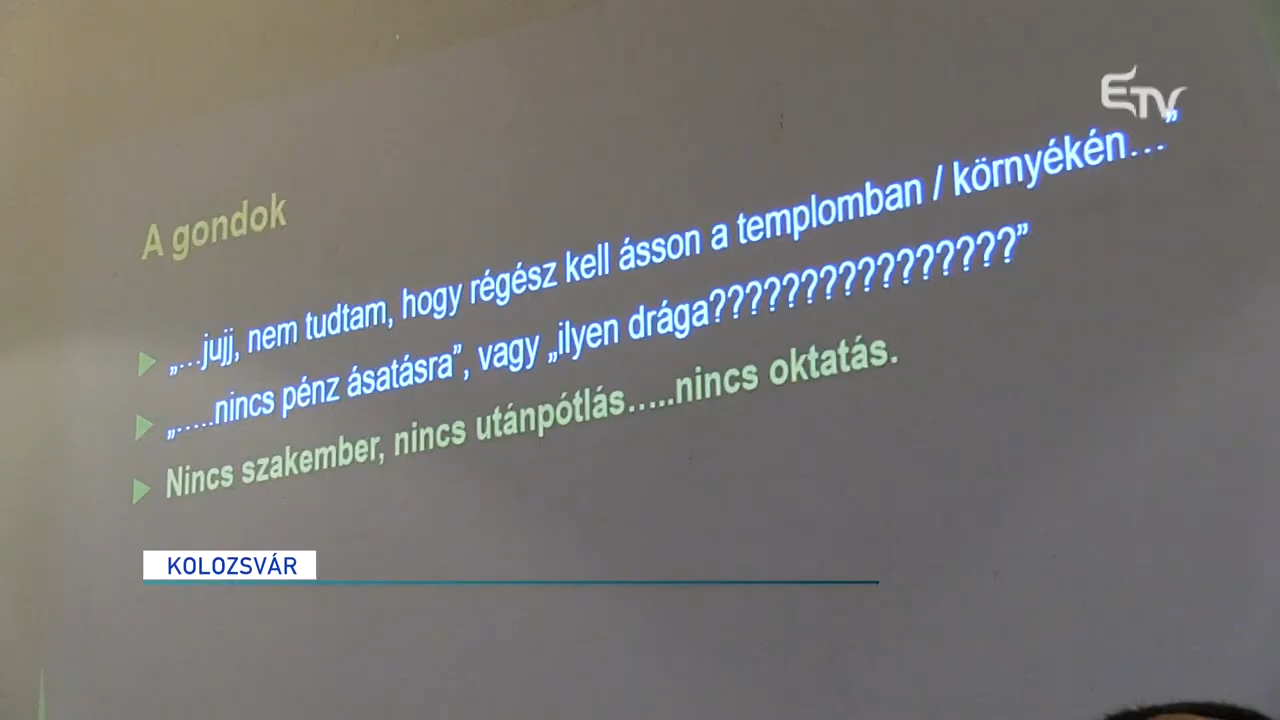 ETV
A gondok
„…jujj, nem tudtam, hogy régész kell ásson a templomban / környékén…”
„…..nincs pénz ásatásra”, vagy „ilyen drága????????????????”
Nincs szakember, nincs utánpótlás…..nincs oktatás.
KOLOZSVÁR